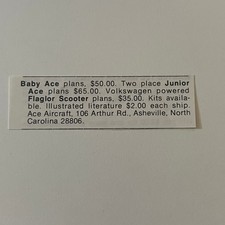 Baby Ace plans, $50.00. Two place Junior
Ace plans $65.00. Volkswagen powered
Flaglor Scooter plans, $35.00. Kits availa-
ble. Illustrated literature $2.00 each ship.
Ace Aircraft, 106 Arthur Rd., Asheville, North
Carolina 28806.